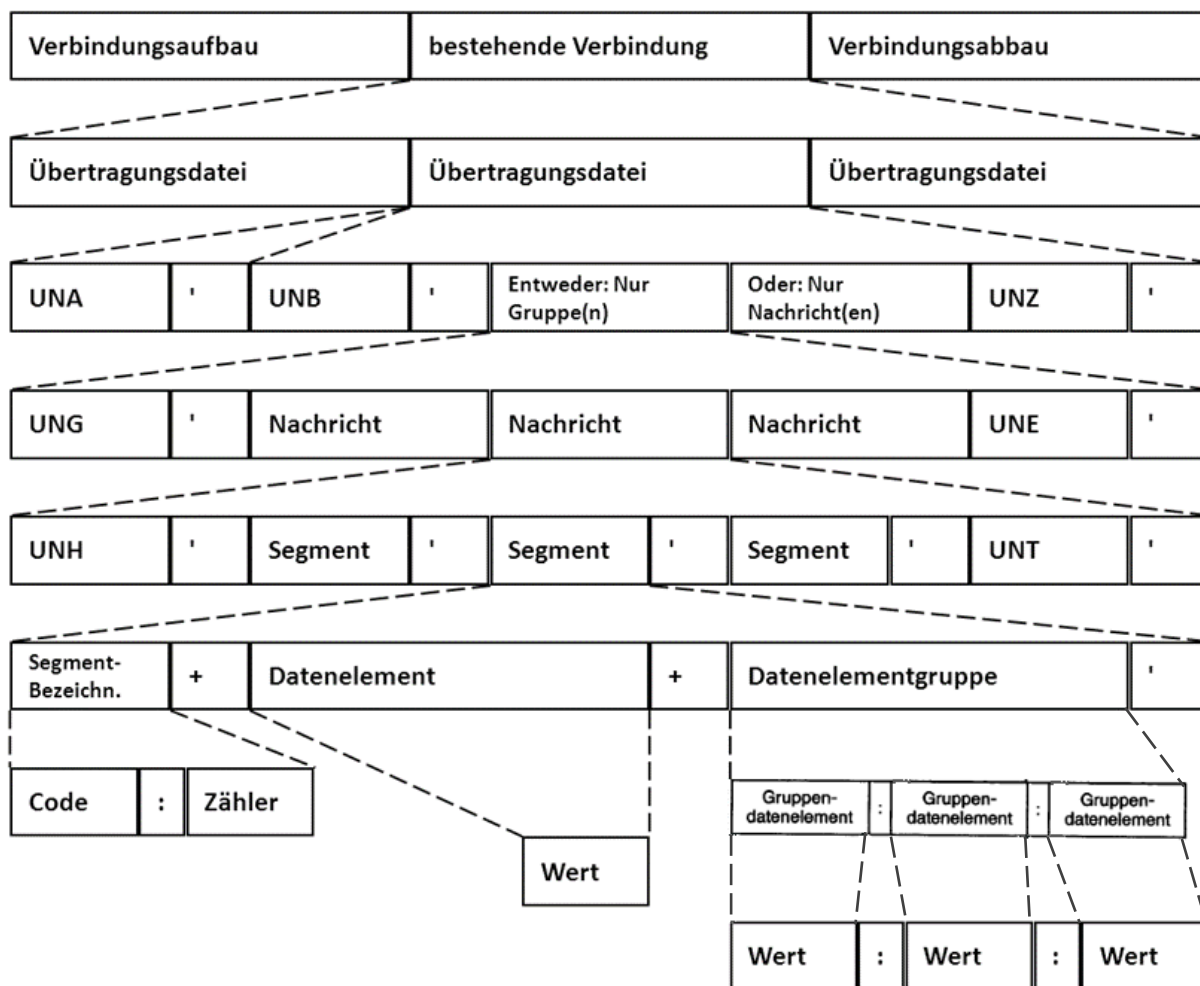 Verbindungsaufbau bestehende Verbindung Verbindungsabbau
Übertragungsdatei Übertragungsdatei Übertragungsdatei
UNA ' UNB ' Entweder: Nur Gruppe(n) Oder: Nur Nachricht(en) UNZ '
UNG ' Nachricht Nachricht Nachricht UNE '
UNH ' Segment ' Segment ' Segment ' UNT '
Segment-
Bezeichn. + Datenelement + Datenelementgruppe '
Code : Zähler
Gruppen-
datenelement : Gruppen-
datenelement : Gruppen-
datenelement
Wert
Wert : Wert : Wert